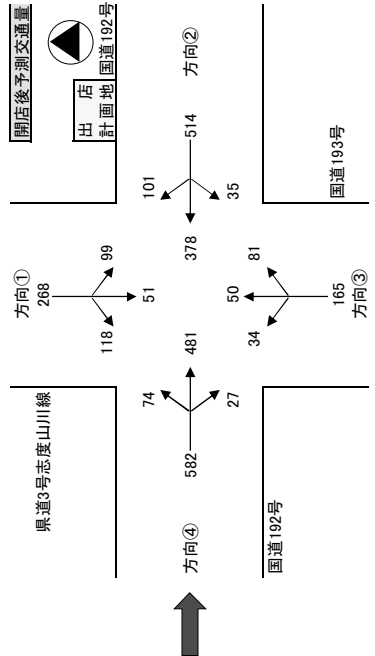 開店後予測交通量
県道3号志度山川線
方向①
268
118
51
99
出店
計画地
国道192号
方向④
582
74
481
27
101
378
35
514
方向②
34
50
81
165
方向③
国道192号
国道193号